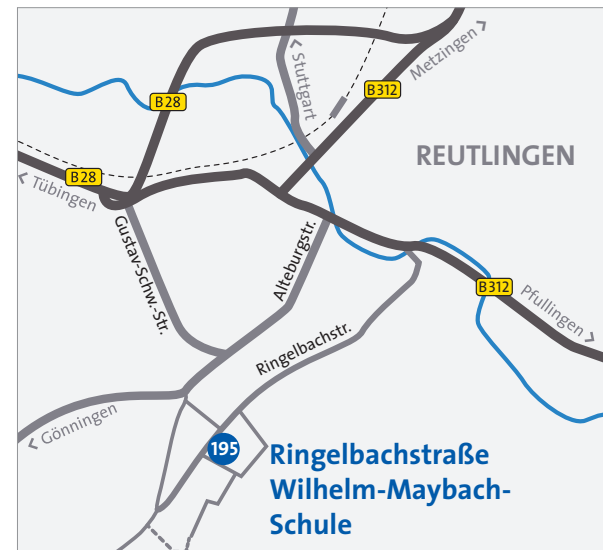 < Stuttgart
Metzingen >
B28
B312
REUTLINGEN
B28
< Tübingen
Gustav-Schw.-Str.
Alteburgstr.
B312
Pfullingen >
Ringelbachstr.
< Gönningen
195
Ringelbachstraße
Wilhelm-Maybach-
Schule